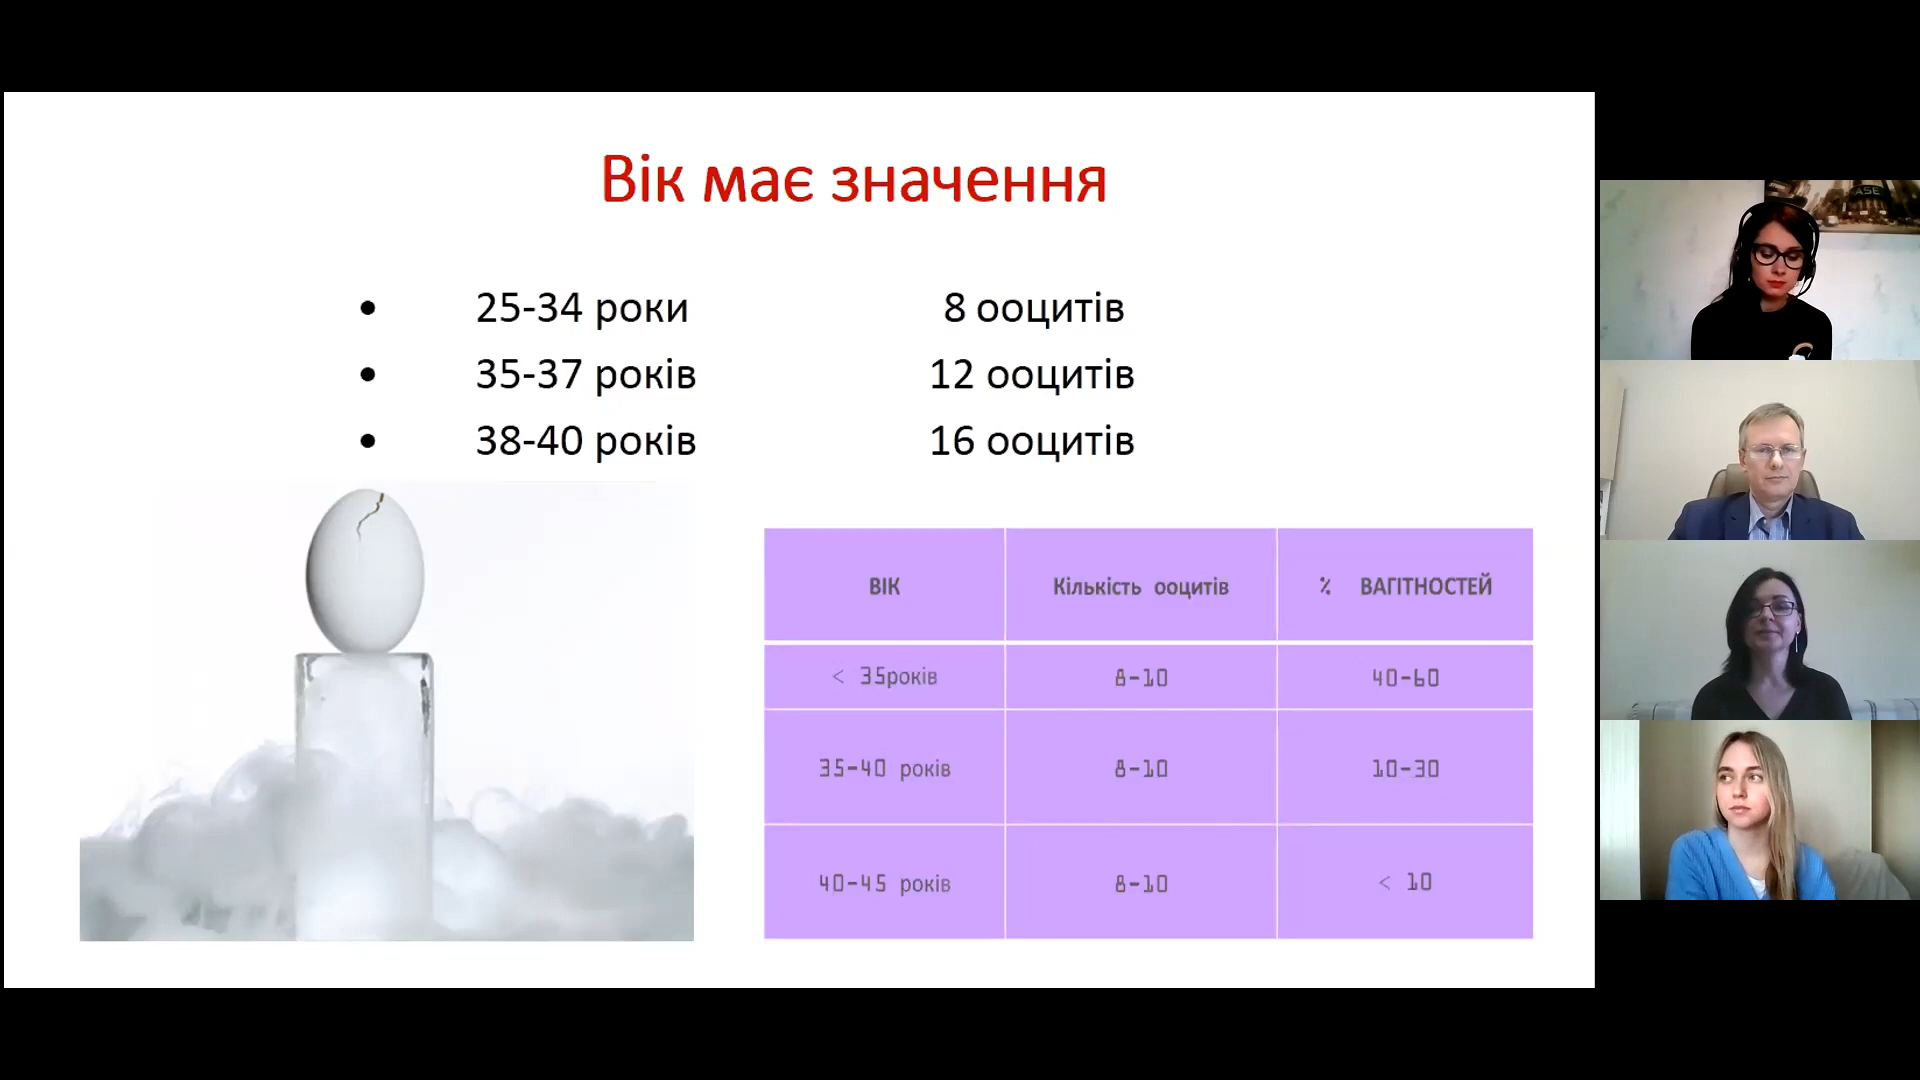 Вік має значення
• 25-34 роки 8 ооцитів
• 35-37 років 12 ооцитів
• 38-40 років 16 ооцитів
ВІК Кількість ооцитів % ВАГІТНОСТЕЙ
< 35років 8-10 40-60
35-40 років 8-10 10-30
40-45 років 8-10 < 10
ASE